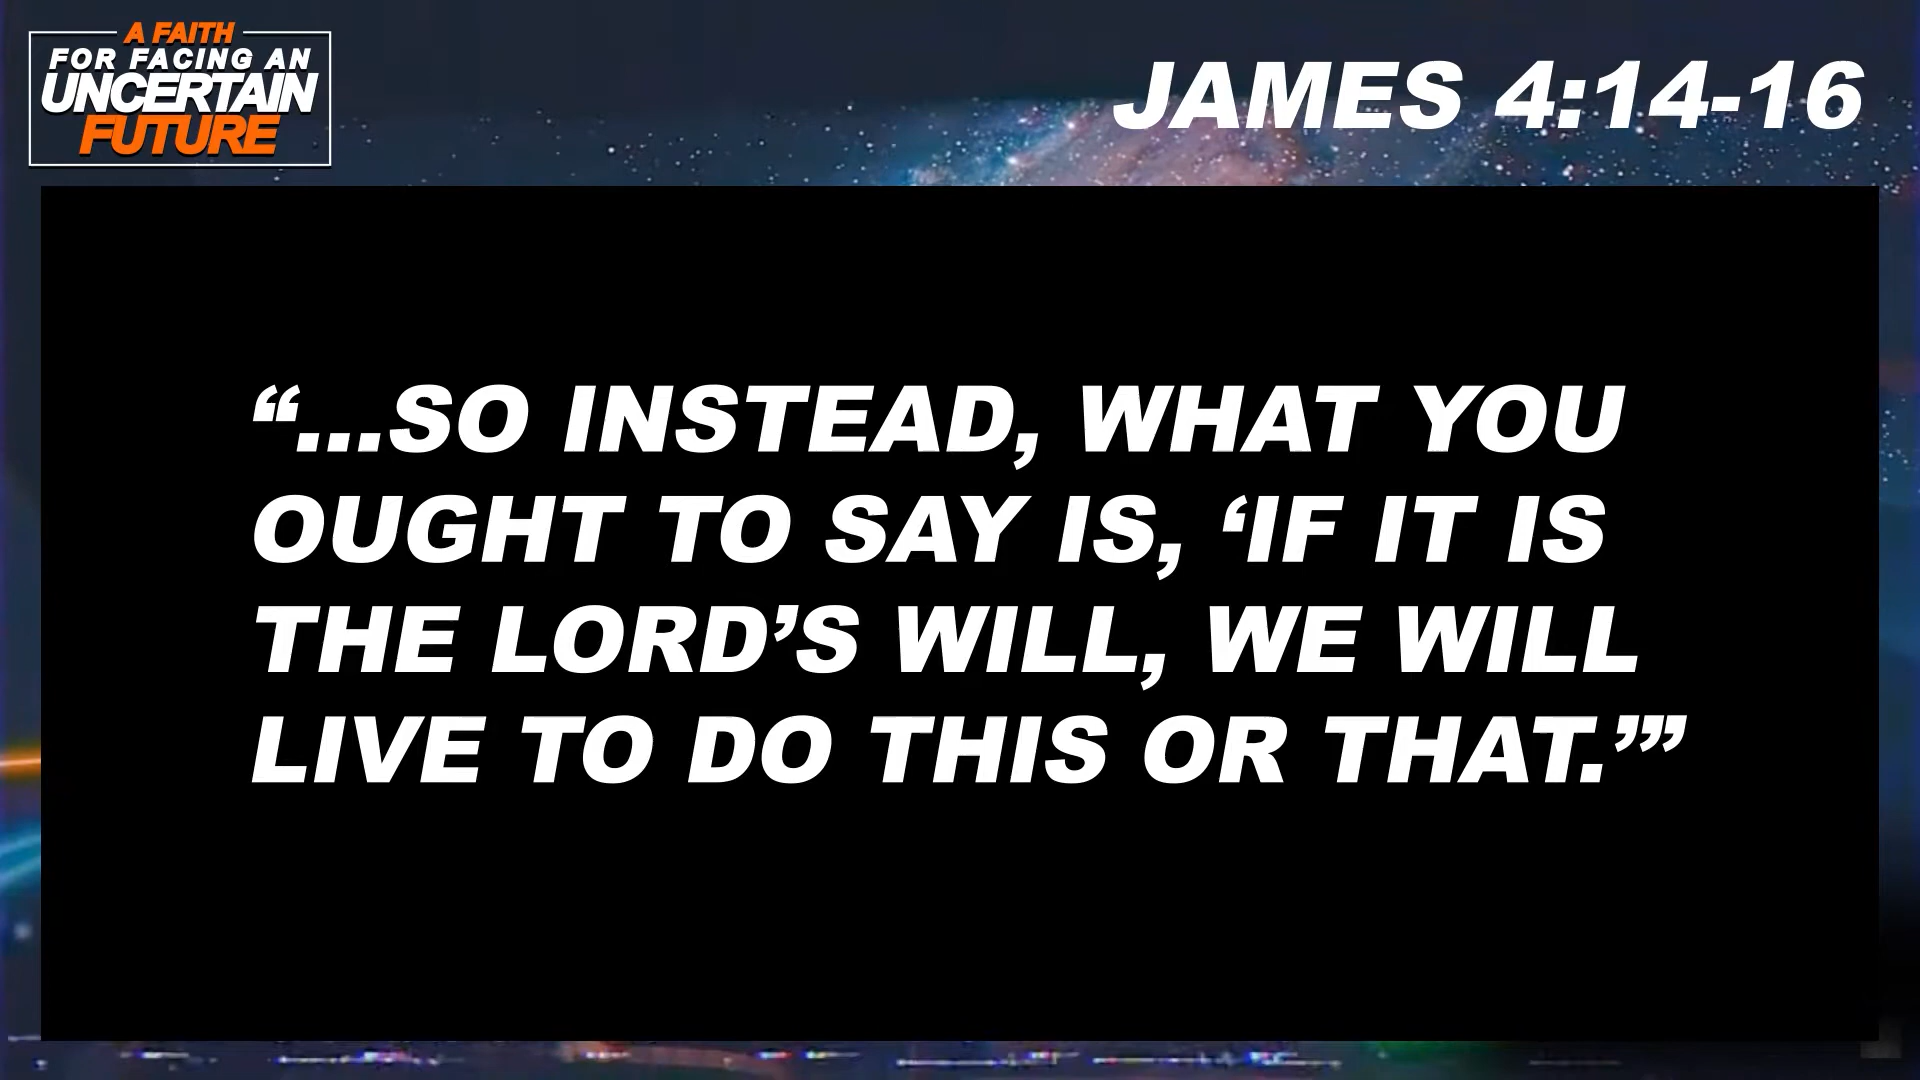 A FAITH
FOR FACING AN
UNCERTAIN
FUTURE
JAMES 4:14-16
“...SO INSTEAD, WHAT YOU
OUGHT TO SAY IS, ‘IF IT IS
THE LORD’S WILL, WE WILL
LIVE TO DO THIS OR THAT.’”